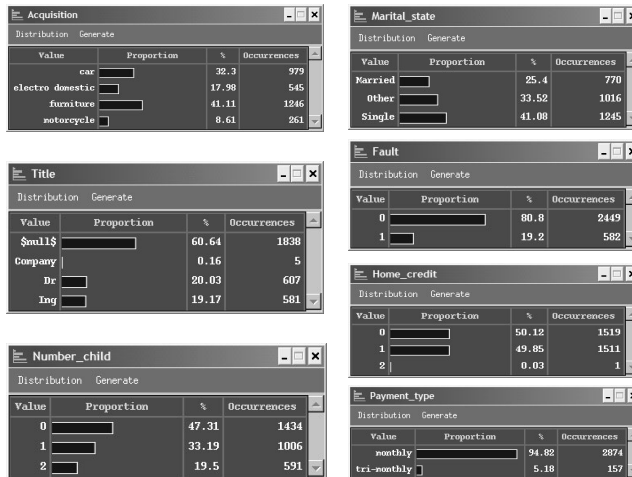 Acquisition
Distribution Generate
Value Proportion % Occurrences
car 32.3 979
electro domestic 17.98 545
furniture 41.11 1246
motorcycle 8.61 261
Title
Distribution Generate
Value Proportion % Occurrences
$null$ 60.64 1838
Company 0.16 5
Dr 20.03 607
Ing 19.17 581
Number_child
Distribution Generate
Value Proportion % Occurrences
0 47.31 1434
1 33.19 1006
2 19.5 591
Marital_state
Distribution Generate
Value Proportion % Occurrences
Married 25.4 770
Other 33.52 1016
Single 41.08 1245
Fault
Distribution Generate
Value Proportion % Occurrences
0 80.8 2449
1 19.2 582
Home_credit
Distribution Generate
Value Proportion % Occurrences
0 50.12 1519
1 49.85 1511
2 0.03 1
Payment_type
Distribution Generate
Value Proportion % Occurrences
monthly 94.82 2874
tri-monthly 5.18 157